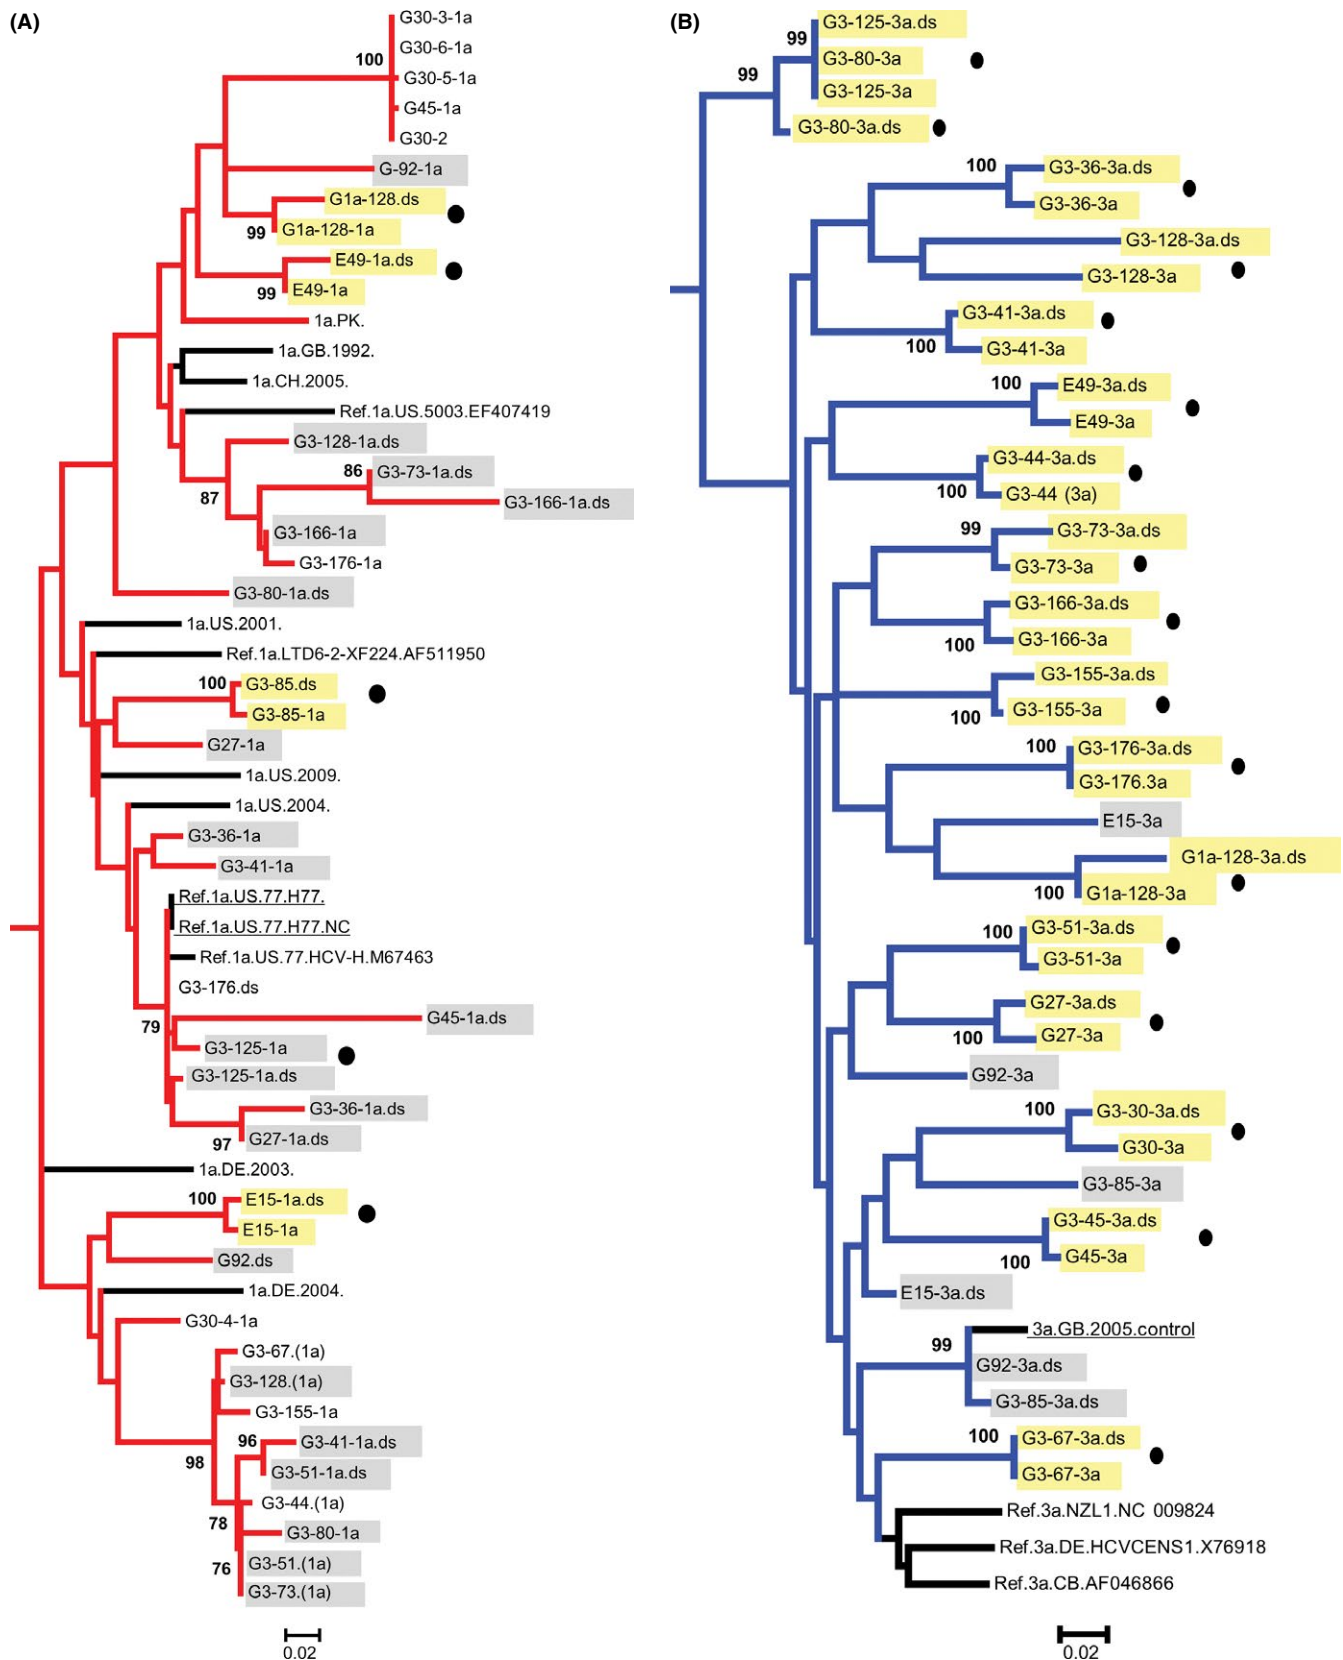 (A)
G30-3-1a
G30-6-1a
100
G30-5-1a
G45-1a
G30-2
G-92-1a
G1a-128.ds
G1a-128-1a
99
E49-1a.ds
E49-1a
99
1a.PK.
1a.GB.1992.
1a.CH.2005.
Ref.1a.US.5003.EF407419
G3-128-1a.ds
86
G3-73-1a.ds
87
G3-166-1a.ds
G3-166-1a
G3-176-1a
G3-80-1a.ds
1a.US.2001.
Ref.1a.LTD6-2-XF224.AF511950
100
G3-85.ds
G3-85-1a
G27-1a
1a.US.2009.
1a.US.2004.
G3-36-1a
G3-41-1a
Ref.1a.US.77.H77.
Ref.1a.US.77.H77.NC
Ref.1a.US.77.HCV-H.M67463
G3-176.ds
79
G45-1a.ds
G3-125-1a
G3-125-1a.ds
G3-36-1a.ds
97
G27-1a.ds
1a.DE.2003.
100
E15-1a.ds
E15-1a
G92.ds
1a.DE.2004.
G30-4-1a
G3-67.(1a)
G3-128.(1a)
G3-155-1a
96
G3-41-1a.ds
98
G3-51-1a.ds
G3-44.(1a)
78
G3-80-1a
76
G3-51.(1a)
G3-73.(1a)
0.02
(B)
G3-125-3a.ds
99
G3-80-3a
99
G3-125-3a
G3-80-3a.ds
100
G3-36-3a.ds
G3-36-3a
G3-128-3a.ds
G3-128-3a
G3-41-3a.ds
100
G3-41-3a
100
E49-3a.ds
E49-3a
G3-44-3a.ds
100
G3-44 (3a)
99
G3-73-3a.ds
G3-73-3a
G3-166-3a.ds
100
G3-166-3a
G3-155-3a.ds
100
G3-155-3a
100
G3-176-3a.ds
G3-176.3a
E15-3a
G1a-128-3a.ds
100
G1a-128-3a
100
G3-51-3a.ds
G3-51-3a
G27-3a.ds
100
G27-3a
G92-3a
100
G3-30-3a.ds
G30-3a
G3-85-3a
G3-45-3a.ds
100
G45-3a
E15-3a.ds
3a.GB.2005.control
99
G92-3a.ds
G3-85-3a.ds
100
G3-67-3a.ds
G3-67-3a
Ref.3a.NZL1.NC 009824
Ref.3a.DE.HCVCENS1.X76918
Ref.3a.CB.AF046866
0.02